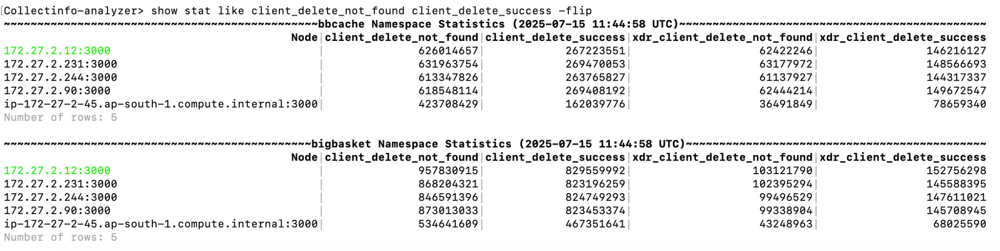 [Collectinfo-analyzer> show stat like client_delete_not_found client_delete_success -flip
~~~~~~~~~~~~~~~~~~~~~~~~~~~~~~~~~~~~~~~~~~~~~~~bbcache Namespace Statistics (2025-07-15 11:44:58 UTC)~~~~~~~~~~~~~~~~~~~~~~~~~~~~~~~~~~~~~~~~~~~~~~
Node|client_delete_not_found|client_delete_success|xdr_client_delete_not_found|xdr_client_delete_success
172.27.2.12:3000 | 626014657| 267223551| 62422246| 146216127
172.27.2.231:3000 | 631963754| 269470053| 63177972| 148566693
172.27.2.244:3000 | 613347826| 263765827| 61137927| 144317337
172.27.2.90:3000 | 618548114| 269408192| 62444214| 149672547
ip-172-27-2-45.ap-south-1.compute.internal:3000| 423708429| 162039776| 36491849| 78659340
Number of rows: 5
~~~~~~~~~~~~~~~~~~~~~~~~~~~~~~~~~~~~~~~~~~~~~~bigbasket Namespace Statistics (2025-07-15 11:44:58 UTC)~~~~~~~~~~~~~~~~~~~~~~~~~~~~~~~~~~~~~~~~~~~~~
Node|client_delete_not_found|client_delete_success|xdr_client_delete_not_found|xdr_client_delete_success
172.27.2.12:3000 | 957830915| 829559992| 103121790| 152756298
172.27.2.231:3000 | 868204321| 823196259| 102395294| 145588395
172.27.2.244:3000 | 846591396| 824749293| 99496529| 147611021
172.27.2.90:3000 | 873013033| 823453374| 99338904| 145708945
ip-172-27-2-45.ap-south-1.compute.internal:3000| 534641609| 467351641| 43248963| 68025590
Number of rows: 5